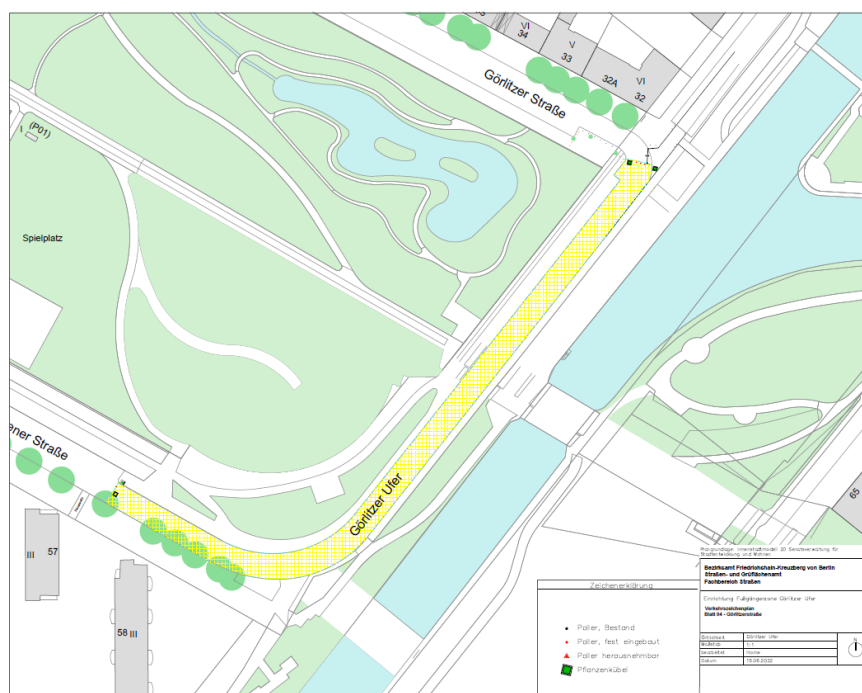 VI
34
V
33
32A
VI
32
Görlitzer Straße
(P01)
Spielplatz
ener Straße
Görlitzer Ufer
III
57
58 III
65
Zeichenerklärung
Poller, Bestand
Poller, fest eingebaut
Poller herausnehmbar
Pflanzenkübel
Bezirksamt Friedrichshain-Kreuzberg von Berlin
Straßen- und Grünflächenamt
Fachbereich Straßen
Einrichtung Fußgängerzone Görlitzer Ufer
Verkehrszeichenplan
Blatt 04 - Görlitzerstraße
Görlitzer Ufer
1:1
Datum
N